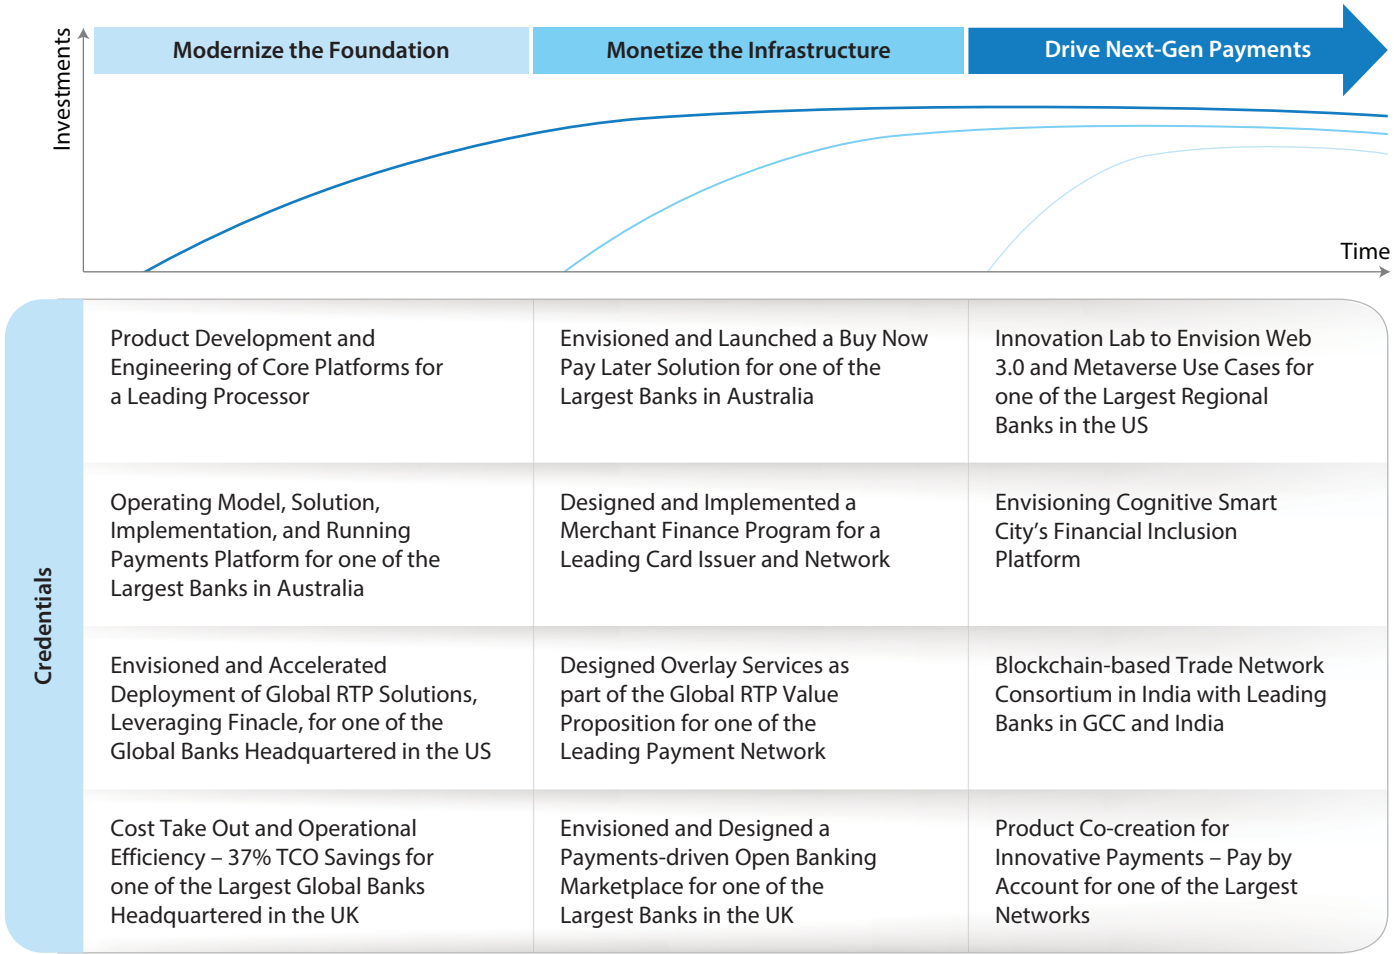 Investments
Modernize the Foundation
Monetize the Infrastructure
Drive Next-Gen Payments
Time
Credentials
Product Development and
Engineering of Core Platforms for
a Leading Processor
Envisioned and Launched a Buy Now
Pay Later Solution for one of the
Largest Banks in Australia
Innovation Lab to Envision Web
3.0 and Metaverse Use Cases for
one of the Largest Regional
Banks in the US
Operating Model, Solution,
Implementation, and Running
Payments Platform for one of the
Largest Banks in Australia
Designed and Implemented a
Merchant Finance Program for a
Leading Card Issuer and Network
Envisioning Cognitive Smart
City’s Financial Inclusion
Platform
Envisioned and Accelerated
Deployment of Global RTP Solutions,
Leveraging Finacle, for one of the
Global Banks Headquartered in the US
Designed Overlay Services as
part of the Global RTP Value
Proposition for one of the
Leading Payment Network
Blockchain-based Trade Network
Consortium in India with Leading
Banks in GCC and India
Cost Take Out and Operational
Efficiency – 37% TCO Savings for
one of the Largest Global Banks
Headquartered in the UK
Envisioned and Designed a
Payments-driven Open Banking
Marketplace for one of the
Largest Banks in the UK
Product Co-creation for
Innovative Payments – Pay by
Account for one of the Largest
Networks